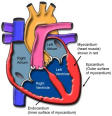 Left
Atrium
Right
Atrium
Left
Ventricle
Right
Ventricle
Myocardium
(heart muscle)
shown in red
Epicardium
(Outer surface
of myocardium)
Endocardium
(Inner surface of myocardium)